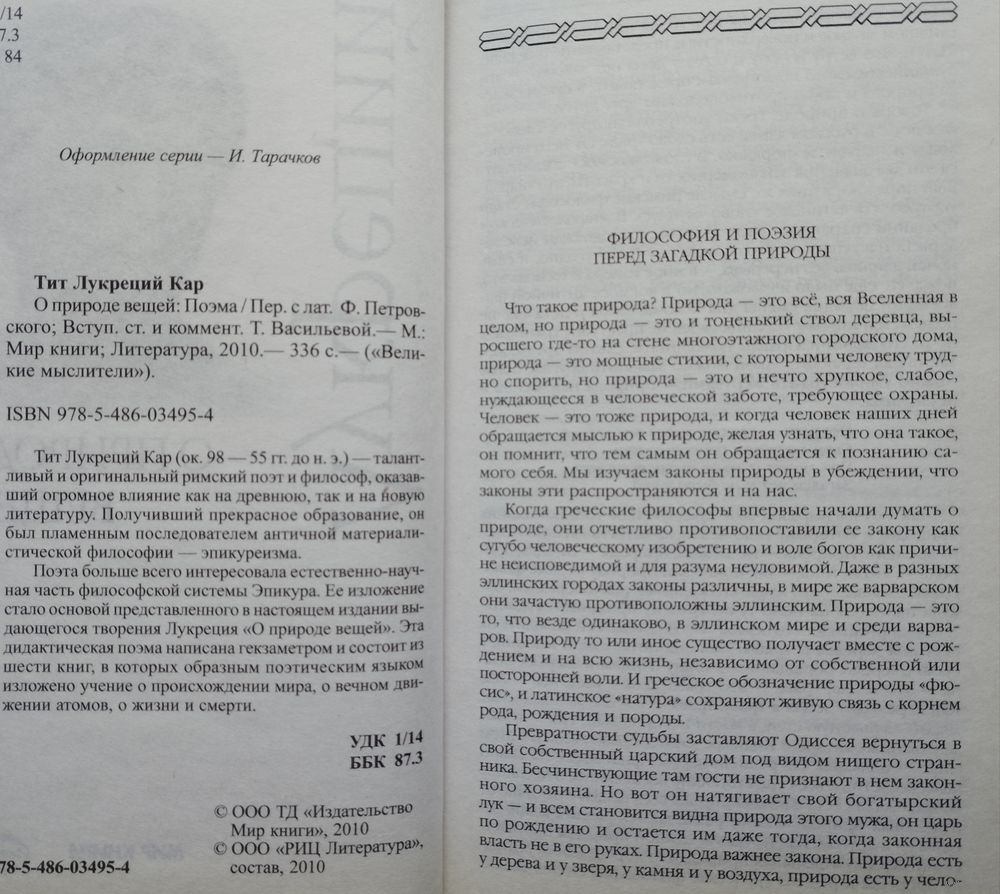 /14
7.3
84
Оформление серии — И. Тарачков
Тит Лукреций Кар
О природе вещей: Поэма / Пер. с лат. Ф. Петров-
ского; Вступ. ст. и коммент. Т. Васильевой.— М.:
Мир книги; Литература, 2010.— 336 с.— («Вели-
кие мыслители»).
ISBN 978-5-486-03495-4
Тит Лукреций Кар (ок. 98 — 55 гг. до н. э.) — талант-
ливый и оригинальный римский поэт и философ, оказав-
ший огромное влияние как на древнюю, так и на новую
литературу. Получивший прекрасное образование, он
был пламенным последователем античной материали-
стической философии — эпикуреизма.
Поэта больше всего интересовала естественно-науч-
ная часть философской системы Эпикура. Ее изложение
стало основой представленного в настоящем издании вы-
дающегося творения Лукреция «О природе вещей». Эта
дидактическая поэма написана гекзаметром и состоит из
шести книг, в которых образным поэтическим языком
изложено учение о происхождении мира, о вечном дви-
жении атомов, о жизни и смерти.
УДК 1/14
ББК 87.3
© ООО ТД «Издательство
Мир книги», 2010
© ООО «РИЦ Литература»,
состав, 2010
978-5-486-03495-4
ФИЛОСОФИЯ И ПОЭЗИЯ
ПЕРЕД ЗАГАДКОЙ ПРИРОДЫ
Что такое природа? Природа — это всё, вся Вселенная в
целом, но природа — это и тоненький ствол деревца, вы-
росшего где-то на стене многоэтажного городского дома,
природа — это мощные стихии, с которыми человеку труд-
но спорить, но природа — это и нечто хрупкое, слабое,
нуждающееся в человеческой заботе, требующее охраны.
Человек — это тоже природа, и когда человек наших дней
обращается мыслью к природе, желая узнать, что она такое,
он помнит, что тем самым он обращается к познанию са-
мого себя. Мы изучаем законы природы в убеждении, что
законы эти распространяются и на нас.
Когда греческие философы впервые начали думать о
природе, они отчетливо противопоставили ее закону как
сугубо человеческому изобретению и воле богов как причи-
не неисповедимой и для разума неуловимой. Даже в разных
эллинских городах законы различны, в мире же варварском
они зачастую противоположны эллинским. Природа — это
то, что везде одинаково, в эллинском мире и среди варва-
ров. Природу то или иное существо получает вместе с рож-
дением и на всю жизнь, независимо от собственной или
посторонней воли. И греческое обозначение природы «фю-
сис», и латинское «натура» сохраняют живую связь с корнем
рода, рождения и породы.
Превратности судьбы заставляют Одиссея вернуться в
свой собственный царский дом под видом нищего стран-
ника. Бесчинствующие там гости не признают в нем закон-
ного хозяина. Но вот он натягивает свой богатырский
лук — и всем становится видна природа этого мужа, он царь
по рождению и остается им даже тогда, когда законная
власть не в его руках. Природа важнее закона. Природа есть
у дерева и у зверя, у камня и у воздуха, природа есть у чело-